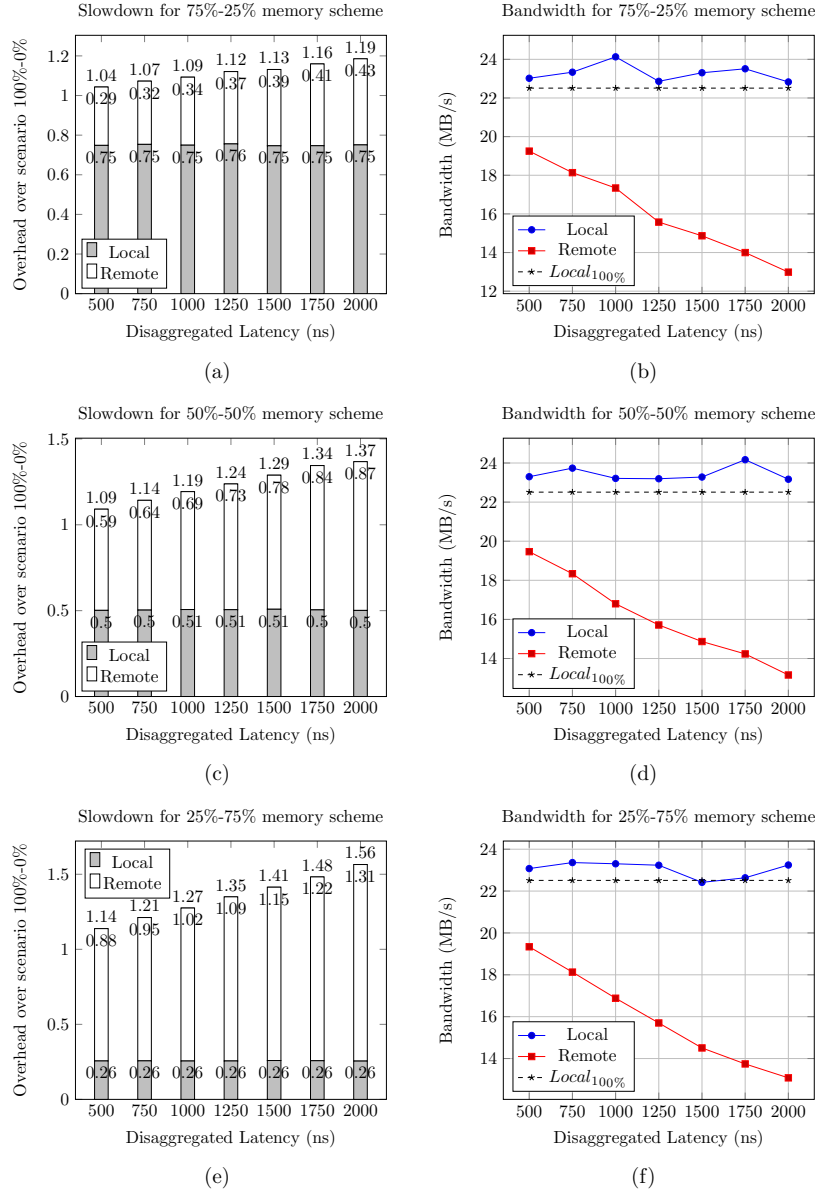 Slowdown for 75%-25% memory scheme
Overhead over scenario 100%-0%
1.2
1
0.8
0.6
0.4
0.2
0
1.04 1.07 1.09 1.12 1.13 1.16 1.19
0.29 0.32 0.34 0.37 0.39 0.41 0.43
0.75 0.75 0.75 0.76 0.75 0.75 0.75
Local
Remote
500 750 1000 1250 1500 1750 2000
Disaggregated Latency (ns)
(a)
Bandwidth for 75%-25% memory scheme
Bandwidth (MB/s)
24
22
20
18
16
14
12
Local
Remote
Local100%
500 750 1000 1250 1500 1750 2000
Disaggregated Latency (ns)
(b)
Slowdown for 50%-50% memory scheme
Overhead over scenario 100%-0%
1.5
1
0.5
0
1.09 1.14 1.19 1.24 1.29 1.34 1.37
0.59 0.64 0.69 0.73 0.78 0.84 0.87
0.5 0.5 0.51 0.51 0.51 0.5 0.5
Local
Remote
500 750 1000 1250 1500 1750 2000
Disaggregated Latency (ns)
(c)
Bandwidth for 50%-50% memory scheme
Bandwidth (MB/s)
24
22
20
18
16
14
Local
Remote
Local100%
500 750 1000 1250 1500 1750 2000
Disaggregated Latency (ns)
(d)
Slowdown for 25%-75% memory scheme
Overhead over scenario 100%-0%
1.5
1
0.5
0
Local
Remote
1.14 1.21 1.27 1.35 1.41 1.48 1.56
0.88 0.95 1.02 1.09 1.15 1.22 1.31
0.26 0.26 0.26 0.26 0.26 0.26 0.26
500 750 1000 1250 1500 1750 2000
Disaggregated Latency (ns)
(e)
Bandwidth for 25%-75% memory scheme
Bandwidth (MB/s)
24
22
20
18
16
14
Local
Remote
Local100%
500 750 1000 1250 1500 1750 2000
Disaggregated Latency (ns)
(f)